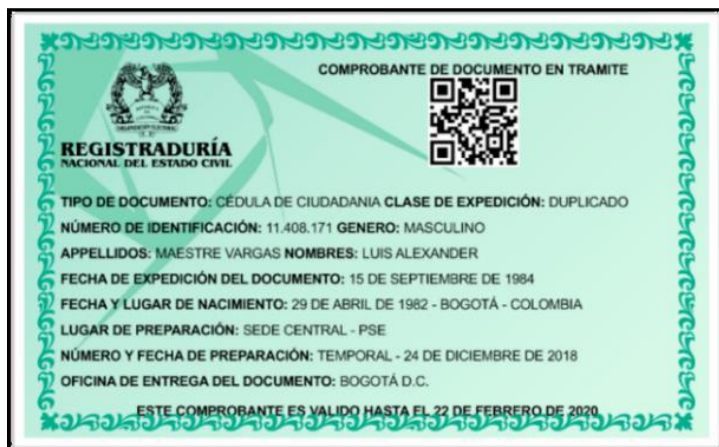 COMPROBANTE DE DOCUMENTO EN TRAMITE
REGISTRADURÍA
NACIONAL DEL ESTADO CIVIL
TIPO DE DOCUMENTO: CÉDULA DE CIUDADANIA CLASE DE EXPEDICIÓN: DUPLICADO
NÚMERO DE IDENTIFICACIÓN: 11.408.171 GENERO: MASCULINO
APPELLIDOS: MAESTRE VARGAS NOMBRES: LUIS ALEXANDER
FECHA DE EXPEDICIÓN DEL DOCUMENTO: 15 DE SEPTIEMBRE DE 1984
FECHA Y LUGAR DE NACIMIENTO: 29 DE ABRIL DE 1982 - BOGOTÁ - COLOMBIA
LUGAR DE PREPARACIÓN: SEDE CENTRAL - PSE
NÚMERO Y FECHA DE PREPARACIÓN: TEMPORAL - 24 DE DICIEMBRE DE 2018
OFICINA DE ENTREGA DEL DOCUMENTO: BOGOTÁ D.C.
ESTE COMPROBANTE ES VALIDO HASTA EL 22 DE FEBRERO DE 2020